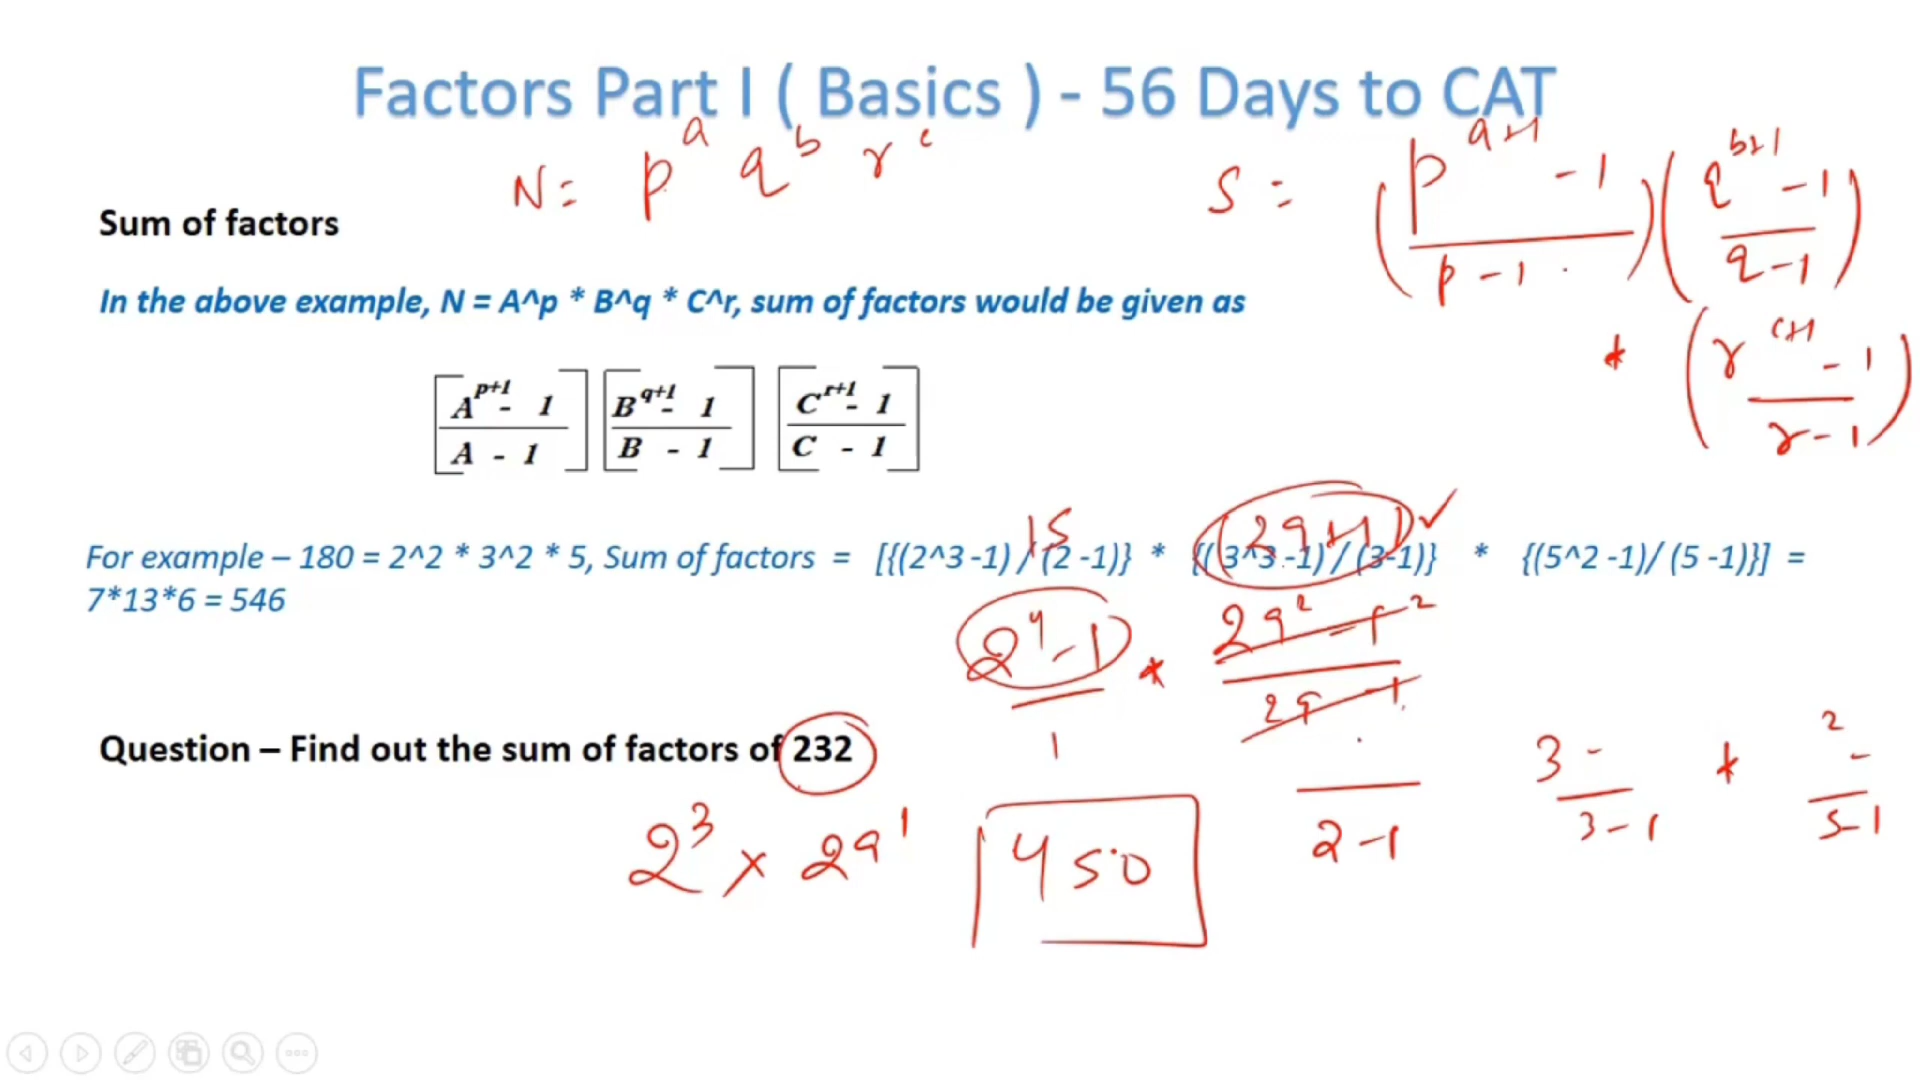 Factors Part I ( Basics ) - 56 Days to CAT
N = p^a q^b r^c
S = (p^{a+1} - 1 / p - 1) (q^{b+1} - 1 / q - 1)
* (r^{c+1} - 1 / r - 1)
Sum of factors
In the above example, N = A^p * B^q * C^r, sum of factors would be given as
[A^{p+1} - 1 / A - 1] [B^{q+1} - 1 / B - 1] [C^{r+1} - 1 / C - 1]
15 (29+1) ✓
For example – 180 = 2^2 * 3^2 * 5, Sum of factors = [{(2^3 -1) / (2 -1)} * {(3^3 -1) / (3-1)} * {(5^2 -1)/ (5 -1)}] =
7*13*6 = 546
2^4 - 1 / 1 * 29^2 - 1^2 / 29 - 1
Question – Find out the sum of factors of 232
2 - 1
3 - / 3 - 1 * 2 - / 5-1
2^3 x 29^1
450